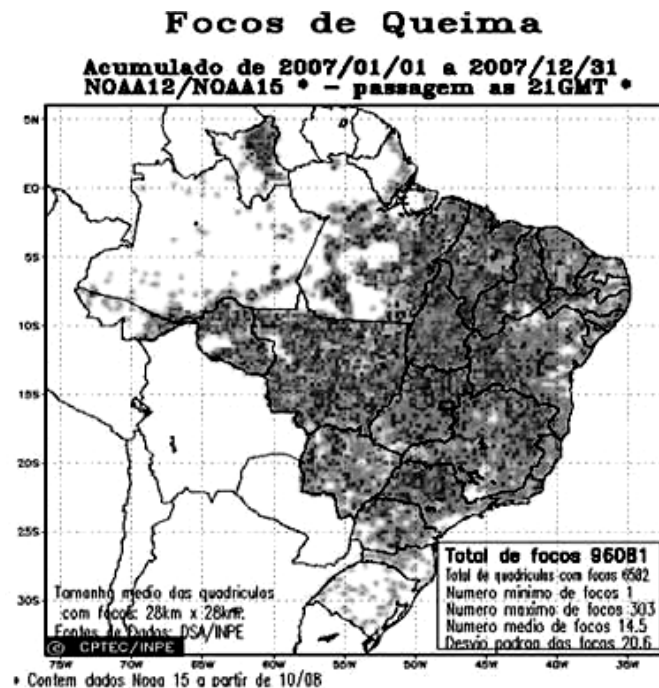 Focos de Queima
Acumulado de 2007/01/01 a 2007/12/31
NOAA12/NOAA15 * – passagem as 21GMT *
5N
EQ
5S
10S
15S
20S
25S
30S
Total de focos 96081
Total de quadriculas com focos 6502
Numero minimo de focos 1
Numero maximo de focos 303
Numero medio de focos 14.5
Desvio padrao das focos 20.6
Tamanho medio das quadriculas
com focos: 28km x 28km.
Fontes de Dados: DSA/INPE
© CPTEC/INPE
75W 70W 65W 60W 55W 50W 45W 40W 35W
* Contem dados Noaa 15 a partir de 10/08